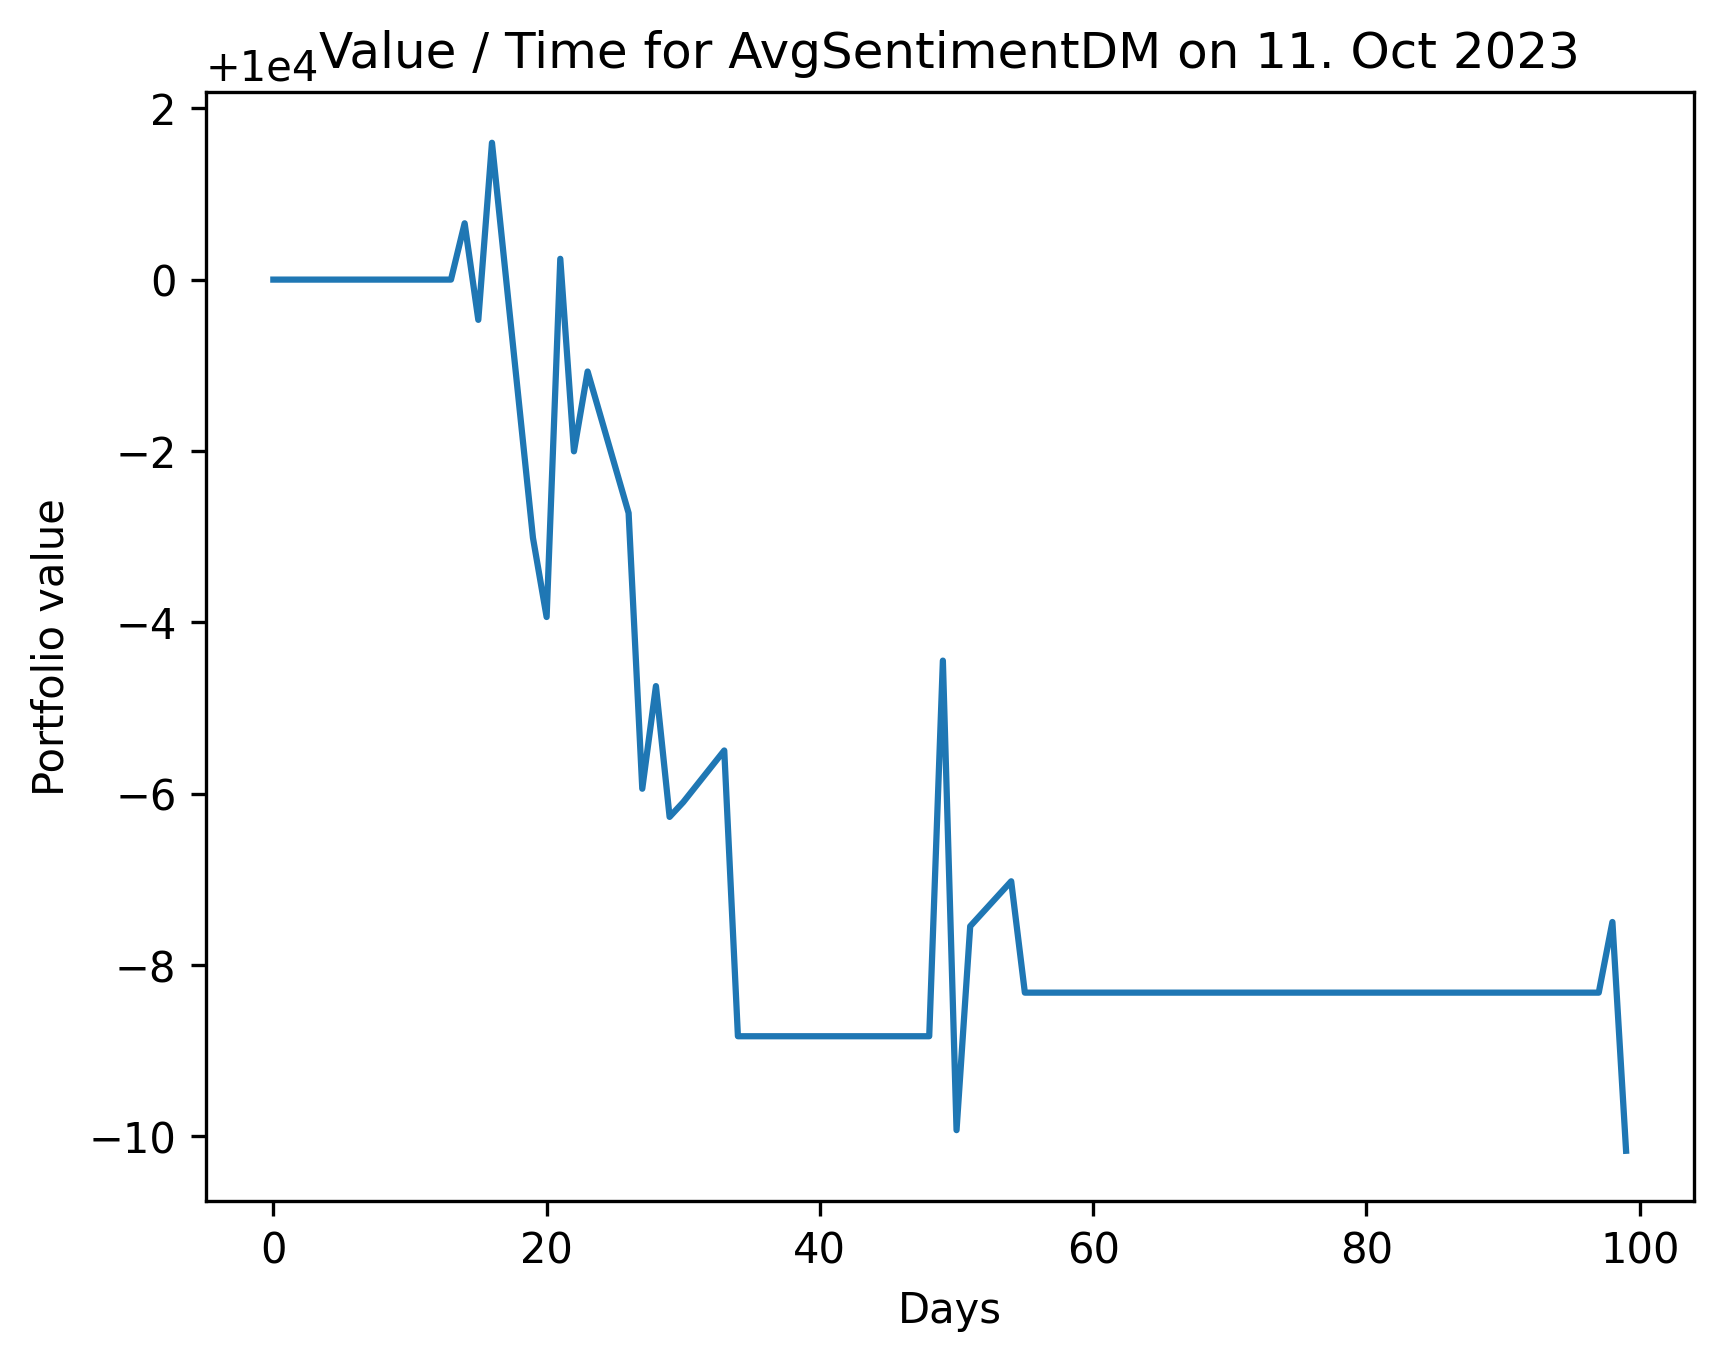 Value / Time for AvgSentimentDM on 11. Oct 2023
+1e4
2
0
−2
−4
−6
−8
−10
Portfolio value
0 20 40 60 80 100
Days